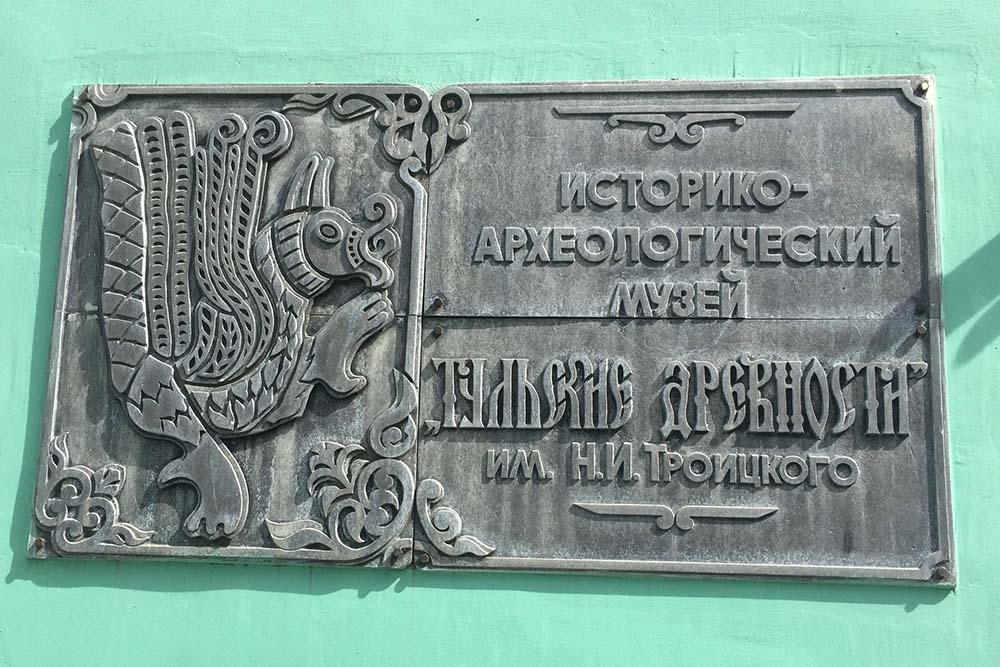 ИСТОРИКО-
АРХЕОЛОГИЧЕСКИЙ
МУЗЕЙ
„ТУЛЬСКИЕ ДРЕВНОСТИ“
ИМ. Н.И. ТРОИЦКОГО